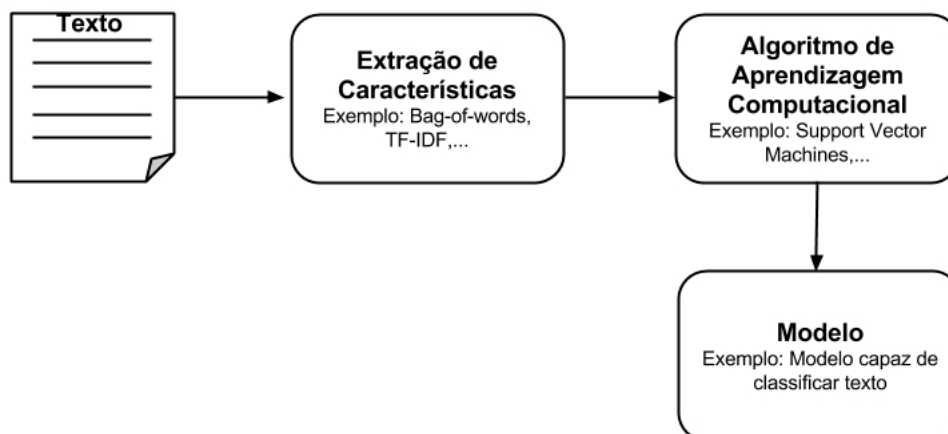 Texto
Extração de
Características
Exemplo: Bag-of-words,
TF-IDF,...
Algoritmo de
Aprendizagem
Computacional
Exemplo: Support Vector
Machines,...
Modelo
Exemplo: Modelo capaz de
classificar texto